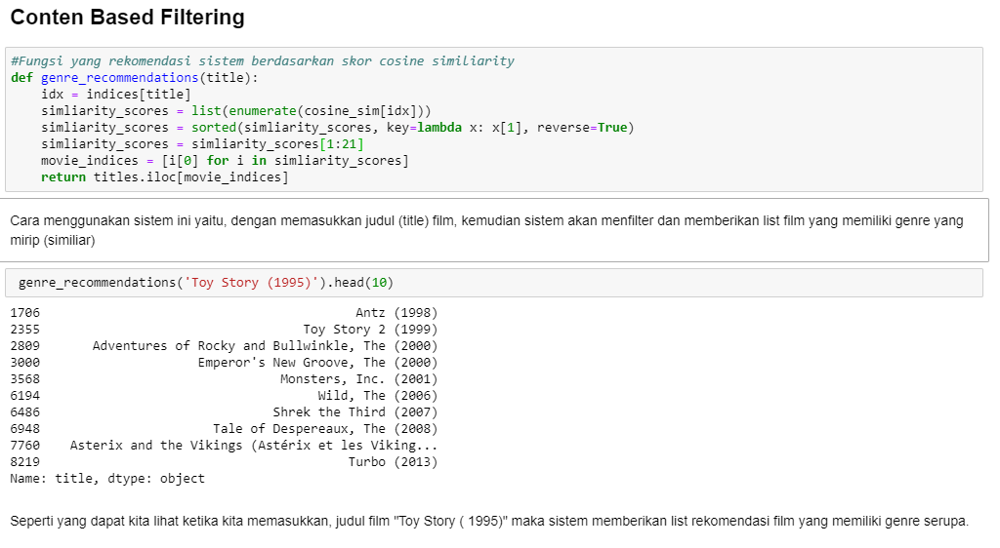 Conten Based Filtering
#Fungsi yang rekomendasi sistem berdasarkan skor cosine similiarity
def genre_recommendations(title):
    idx = indices[title]
    simliarity_scores = list(enumerate(cosine_sim[idx]))
    simliarity_scores = sorted(simliarity_scores, key=lambda x: x[1], reverse=True)
    simliarity_scores = simliarity_scores[1:21]
    movie_indices = [i[0] for i in simliarity_scores]
    return titles.iloc[movie_indices]
Cara menggunakan sistem ini yaitu, dengan memasukkan judul (title) film, kemudian sistem akan menfilter dan memberikan list film yang memiliki genre yang
mirip (similiar)
genre_recommendations('Toy Story (1995)').head(10)
1706                                          Antz (1998)
2355                                   Toy Story 2 (1999)
2809       Adventures of Rocky and Bullwinkle, The (2000)
3000                     Emperor's New Groove, The (2000)
3568                                Monsters, Inc. (2001)
6194                                     Wild, The (2006)
6486                               Shrek the Third (2007)
6948                       Tale of Despereaux, The (2008)
7760    Asterix and the Vikings (Astérix et les Viking...
8219                                         Turbo (2013)
Name: title, dtype: object
Seperti yang dapat kita lihat ketika kita memasukkan, judul film "Toy Story ( 1995)" maka sistem memberikan list rekomendasi film yang memiliki genre serupa.